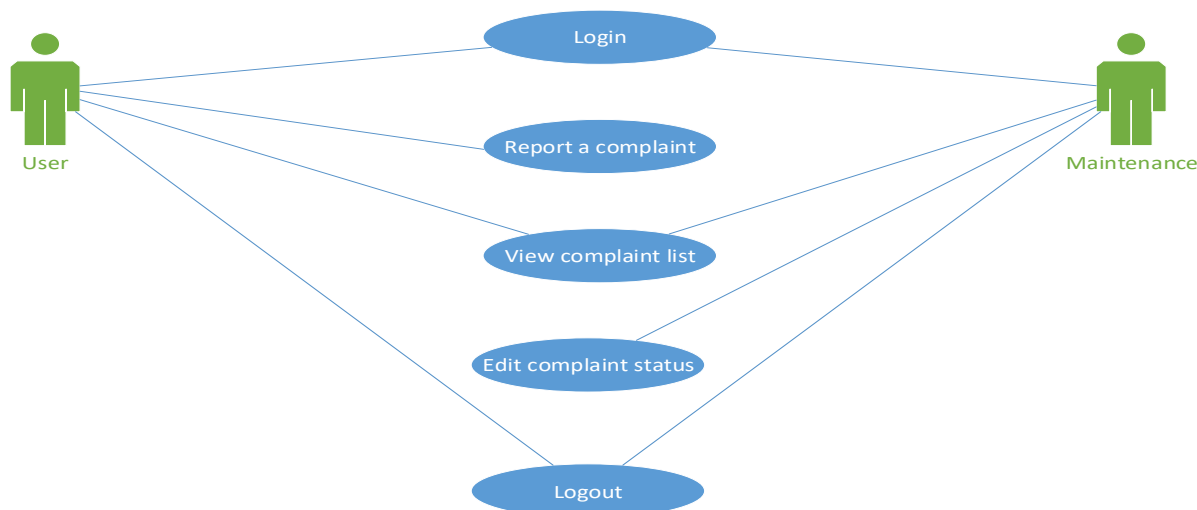 Login
Report a complaint
User
Maintenance
View complaint list
Edit complaint status
Logout